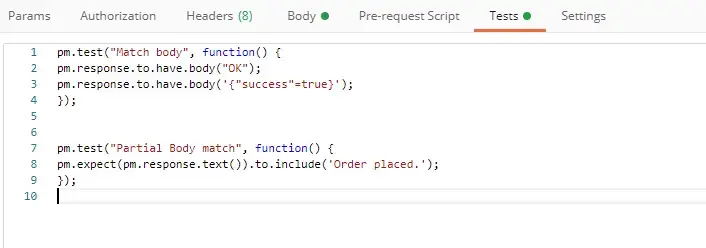 Params Authorization Headers (8) Body Pre-request Script Tests Settings
1 pm.test("Match body", function() {
2 pm.response.to.have.body("OK");
3 pm.response.to.have.body('{"success"=true}');
4 });
5
6
7 pm.test("Partial Body match", function() {
8 pm.expect(pm.response.text()).to.include('Order placed.');
9 });
10